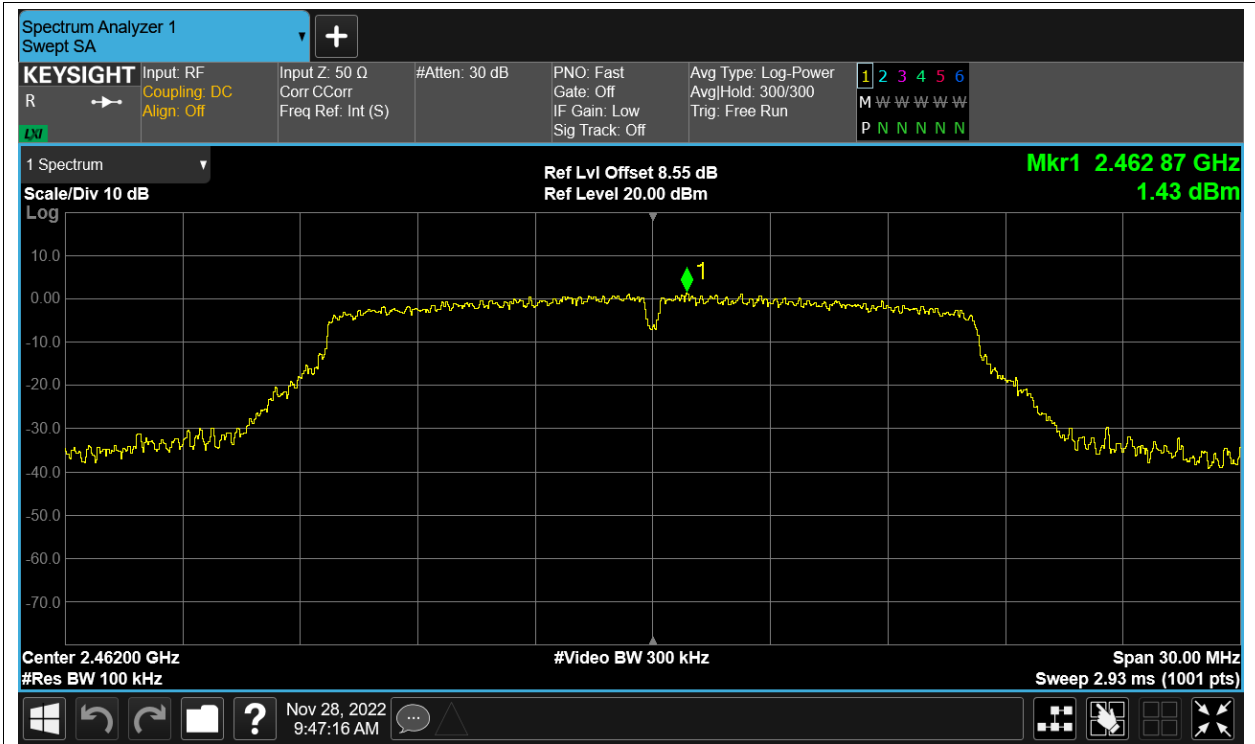 Spectrum Analyzer 1
Swept SA
KEYSIGHT
R
LXI
Input: RF
Coupling: DC
Align: Off
Input Z: 50 Ω
Corr CCorr
Freq Ref: Int (S)
#Atten: 30 dB
PNO: Fast
Gate: Off
IF Gain: Low
Sig Track: Off
Avg Type: Log-Power
Avg|Hold: 300/300
Trig: Free Run
1 2 3 4 5 6
M W W W W W
P N N N N N
1 Spectrum
Scale/Div 10 dB
Log
Ref Lvl Offset 8.55 dB
Ref Level 20.00 dBm
Mkr1 2.462 87 GHz
1.43 dBm
10.0
1
0.00
-10.0
-20.0
-30.0
-40.0
-50.0
-60.0
-70.0
Center 2.46200 GHz
#Res BW 100 kHz
#Video BW 300 kHz
Span 30.00 MHz
Sweep 2.93 ms (1001 pts)
?
Nov 28, 2022
9:47:16 AM